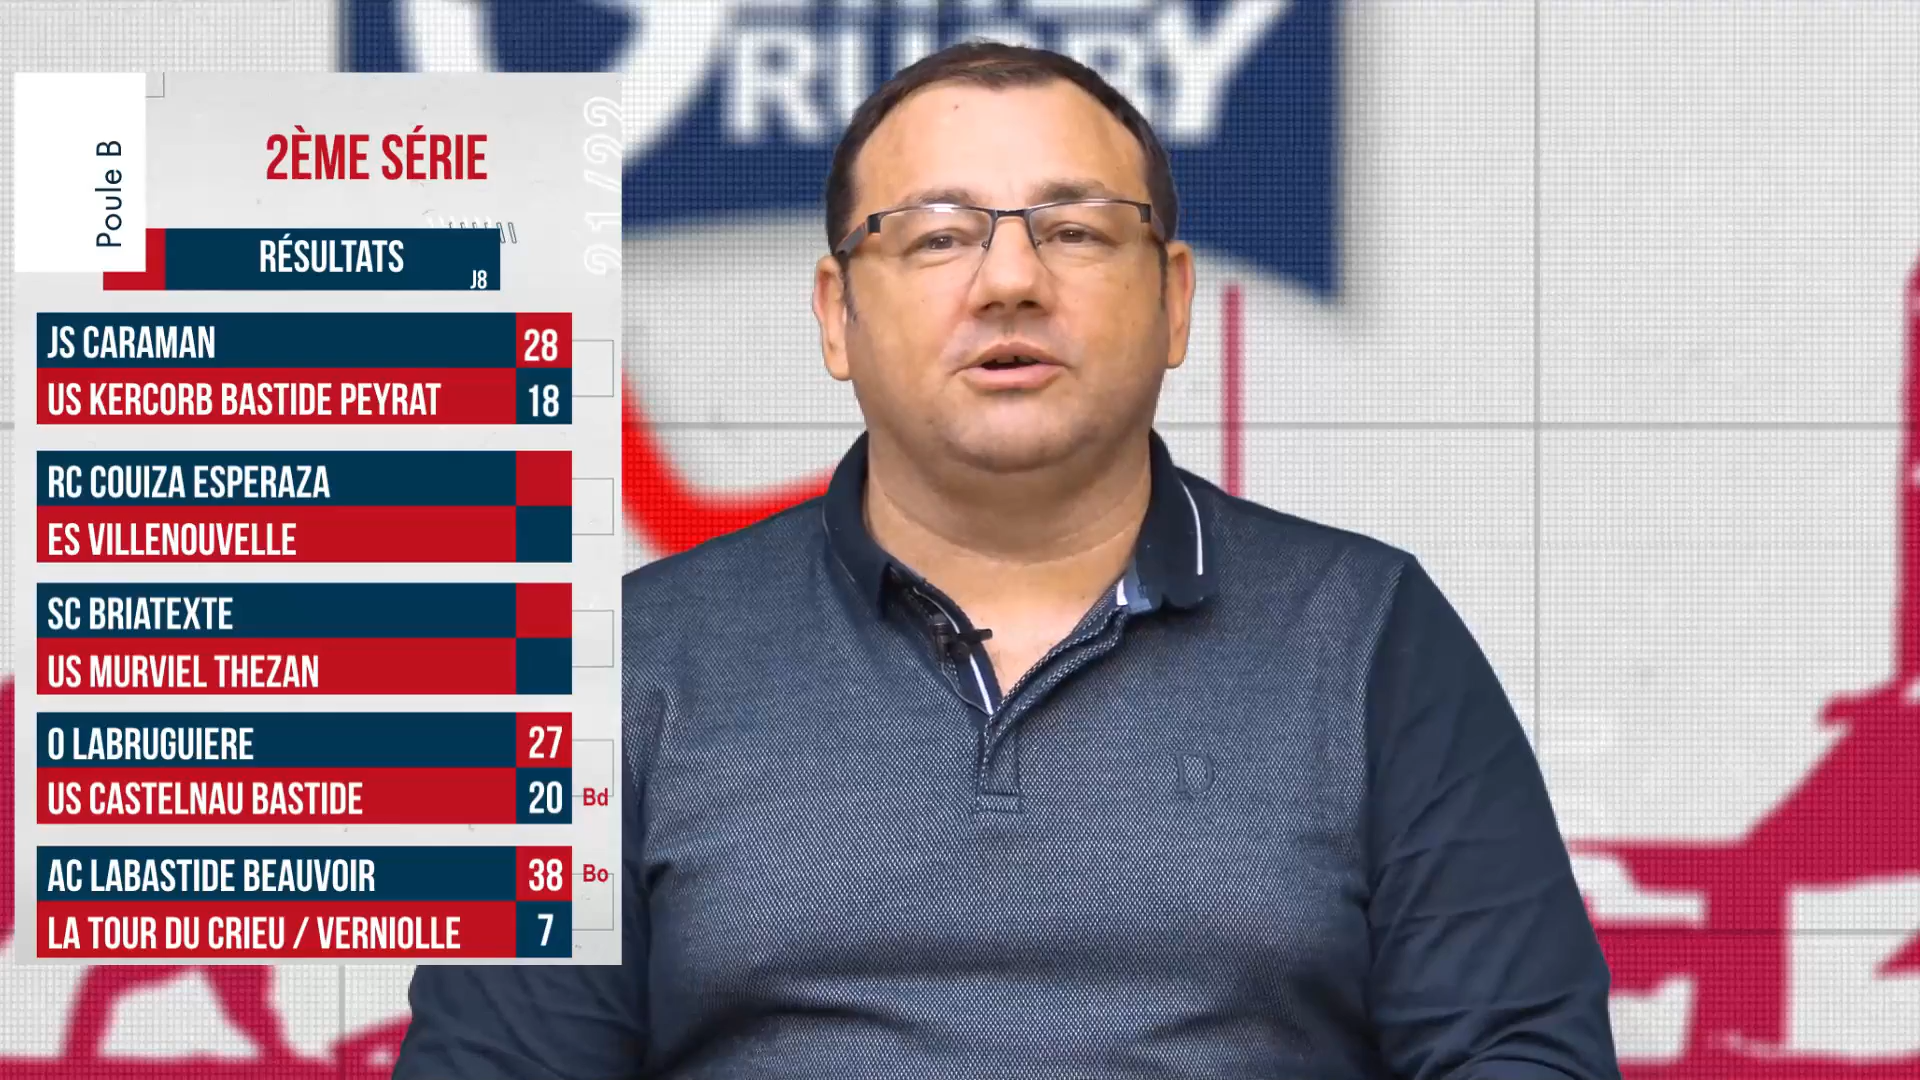 RUGBY
Poule B
2ÈME SÉRIE
21/22
RÉSULTATS
J8
JS CARAMAN 28
US KERCORB BASTIDE PEYRAT 18
RC COUIZA ESPERAZA
ES VILLENOUVELLE
SC BRIATEXTE
US MURVIEL THEZAN
O LABRUGUIERE 27
US CASTELNAU BASTIDE 20 Bd
AC LABASTIDE BEAUVOIR 38 Bo
LA TOUR DU CRIEU / VERNIOLLE 7
D